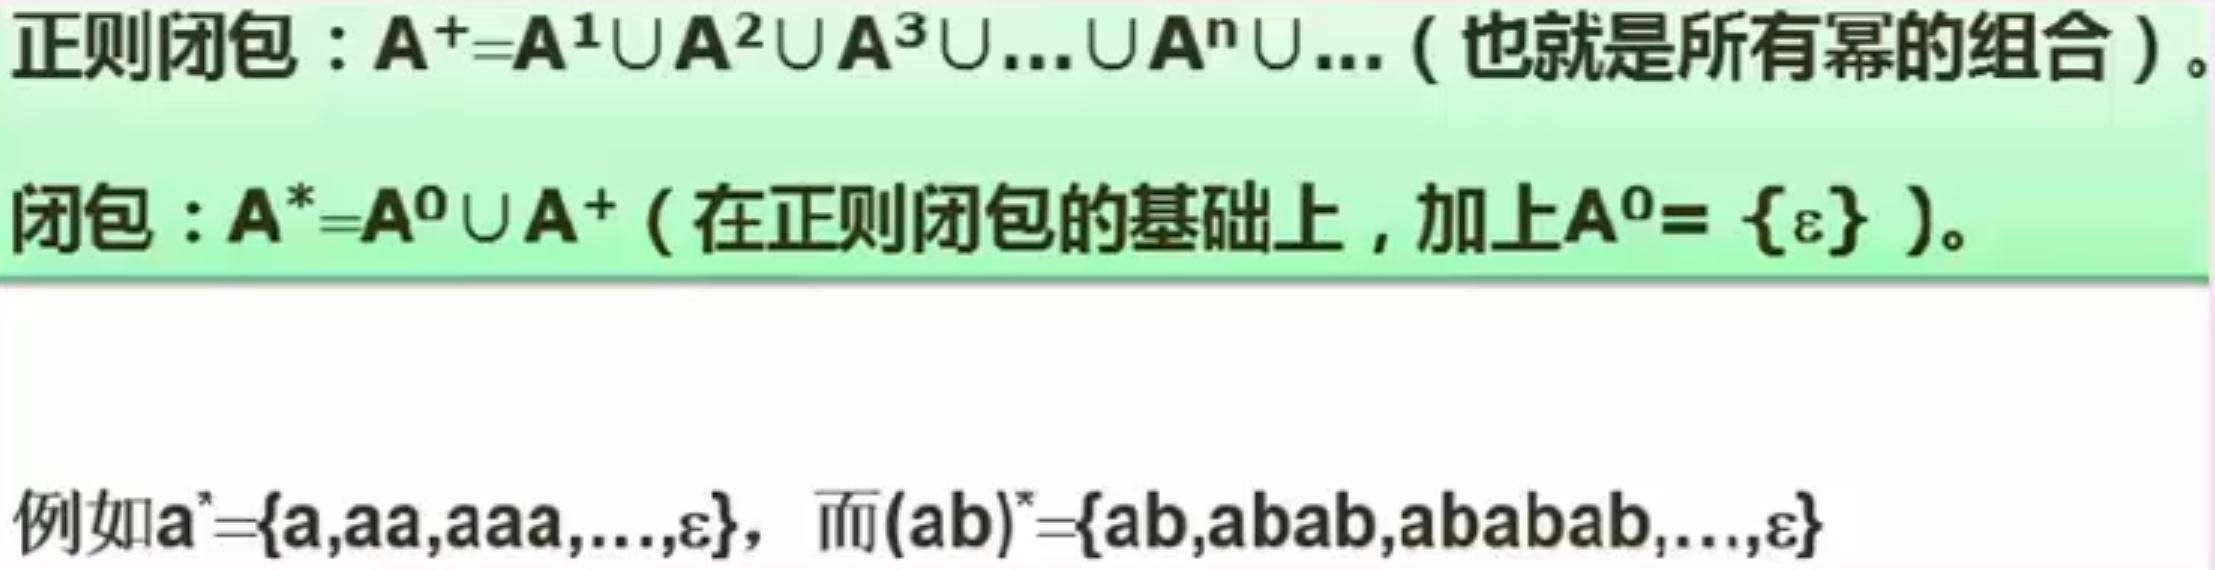 正则闭包：A⁺=A¹∪A²∪A³∪...∪Aⁿ∪...（也就是所有幂的组合）。
闭包：A*=A⁰∪A⁺（在正则闭包的基础上，加上A⁰=｛ε｝）。
例如a*={a,aa,aaa,...,ε}，而(ab)*={ab,abab,ababab,...,ε}